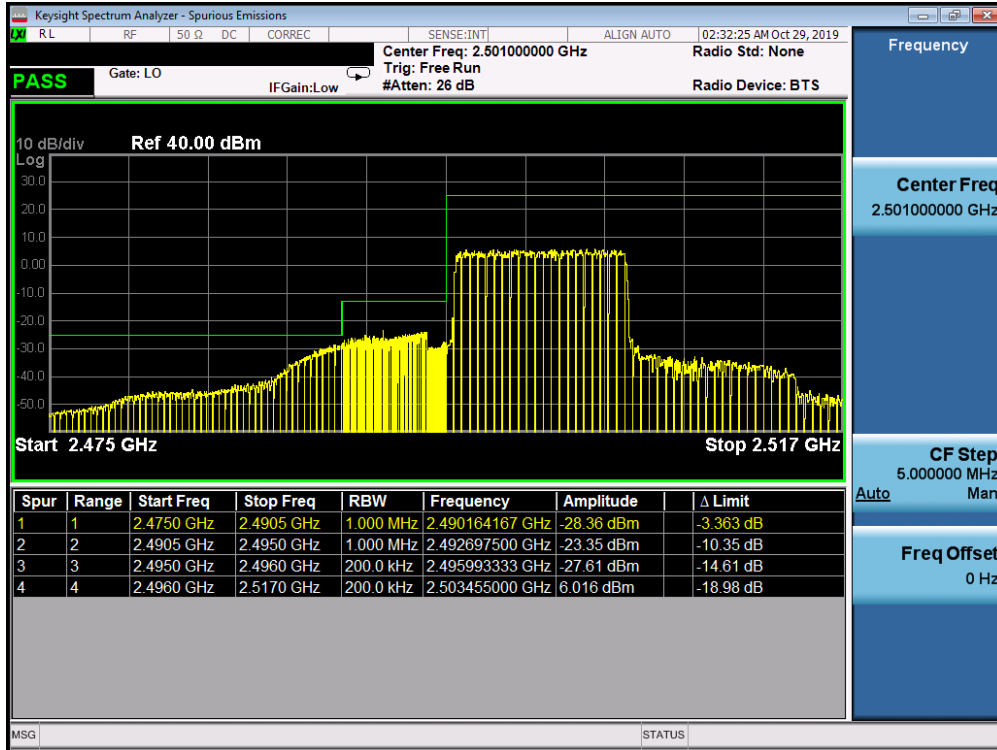 Keysight Spectrum Analyzer - Spurious Emissions
LXI RL RF 50 Ω DC CORREC SENSE:INT ALIGN AUTO 02:32:25 AM Oct 29, 2019
Center Freq: 2.501000000 GHz Radio Std: None
Trig: Free Run
PASS Gate: LO IFGain:Low #Atten: 26 dB Radio Device: BTS
10 dB/div Ref 40.00 dBm
Log
30.0
20.0
10.0
0.00
-10.0
-20.0
-30.0
-40.0
-50.0
Start 2.475 GHz Stop 2.517 GHz
Spur Range Start Freq Stop Freq RBW Frequency Amplitude Δ Limit
1 1 2.4750 GHz 2.4905 GHz 1.000 MHz 2.490164167 GHz -28.36 dBm -3.363 dB
2 2 2.4905 GHz 2.4950 GHz 1.000 MHz 2.492697500 GHz -23.35 dBm -10.35 dB
3 3 2.4950 GHz 2.4960 GHz 200.0 kHz 2.495993333 GHz -27.61 dBm -14.61 dB
4 4 2.4960 GHz 2.5170 GHz 200.0 kHz 2.503455000 GHz 6.016 dBm -18.98 dB
Frequency
Center Freq
2.501000000 GHz
CF Step
5.000000 MHz
Auto Man
Freq Offset
0 Hz
MSG STATUS